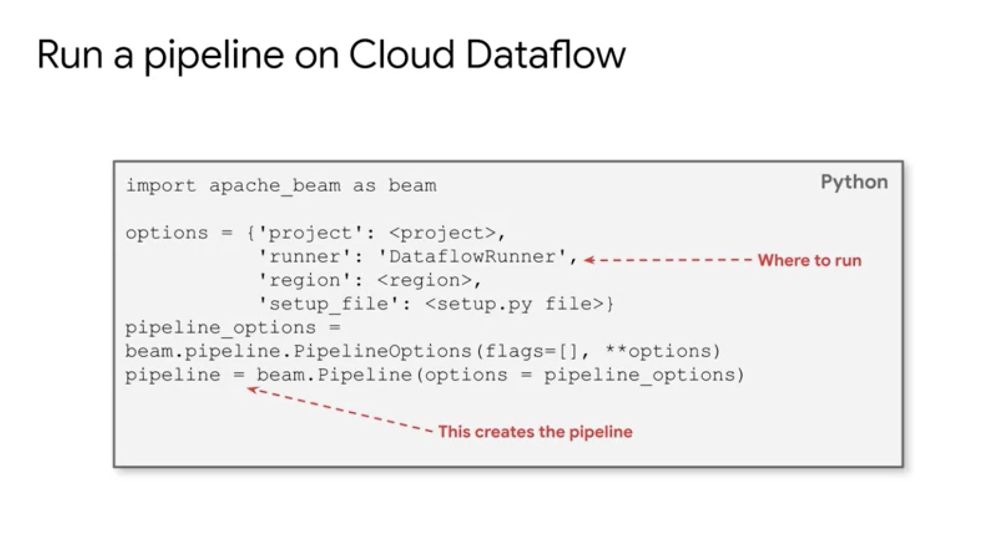 Run a pipeline on Cloud Dataflow
Python
import apache_beam as beam
options = {'project': <project>,
'runner': 'DataflowRunner',
Where to run
'region': <region>,
'setup_file': <setup.py file>}
pipeline_options =
beam.pipeline.PipelineOptions(flags=[], **options)
pipeline = beam.Pipeline(options = pipeline_options)
This creates the pipeline